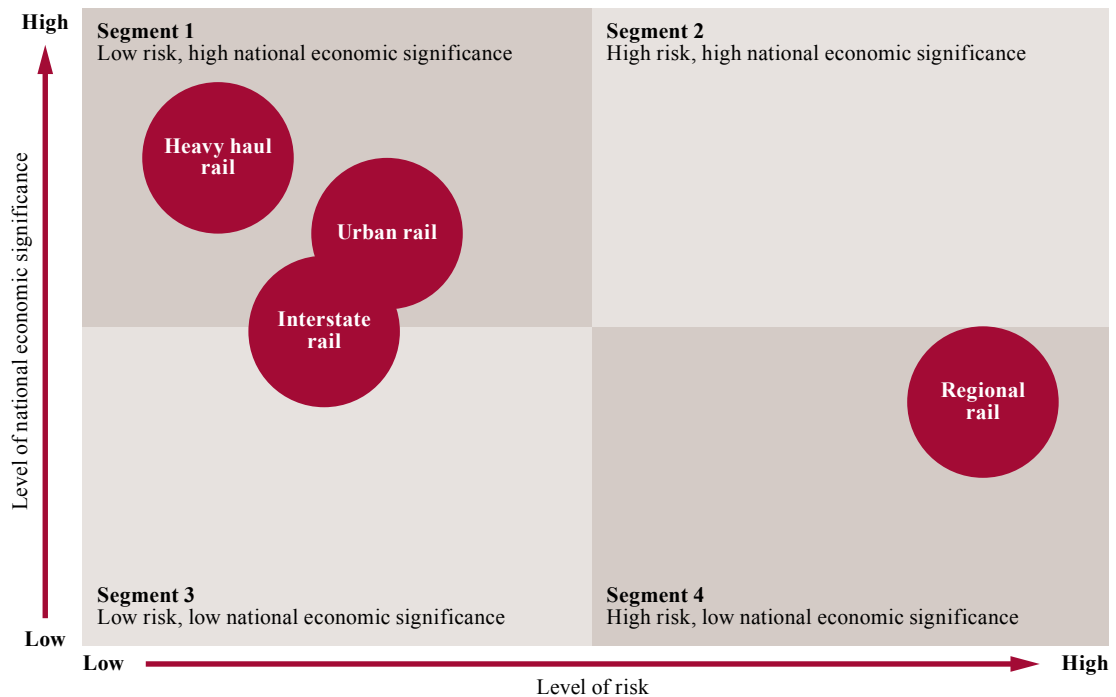 High
Segment 1
Low risk, high national economic significance
Segment 2
High risk, high national economic significance
Heavy haul
rail
Urban rail
Interstate
rail
Regional
rail
Level of national economic significance
Segment 3
Low risk, low national economic significance
Segment 4
High risk, low national economic significance
Low
Low
High
Level of risk